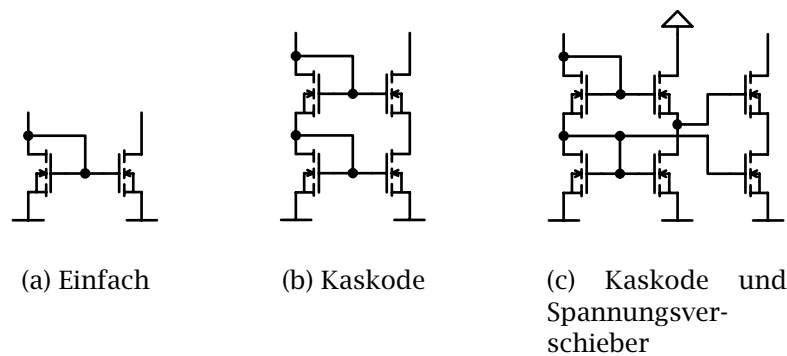 (a) Einfach
(b) Kaskode
(c) Kaskode und
Spannungsver-
schieber